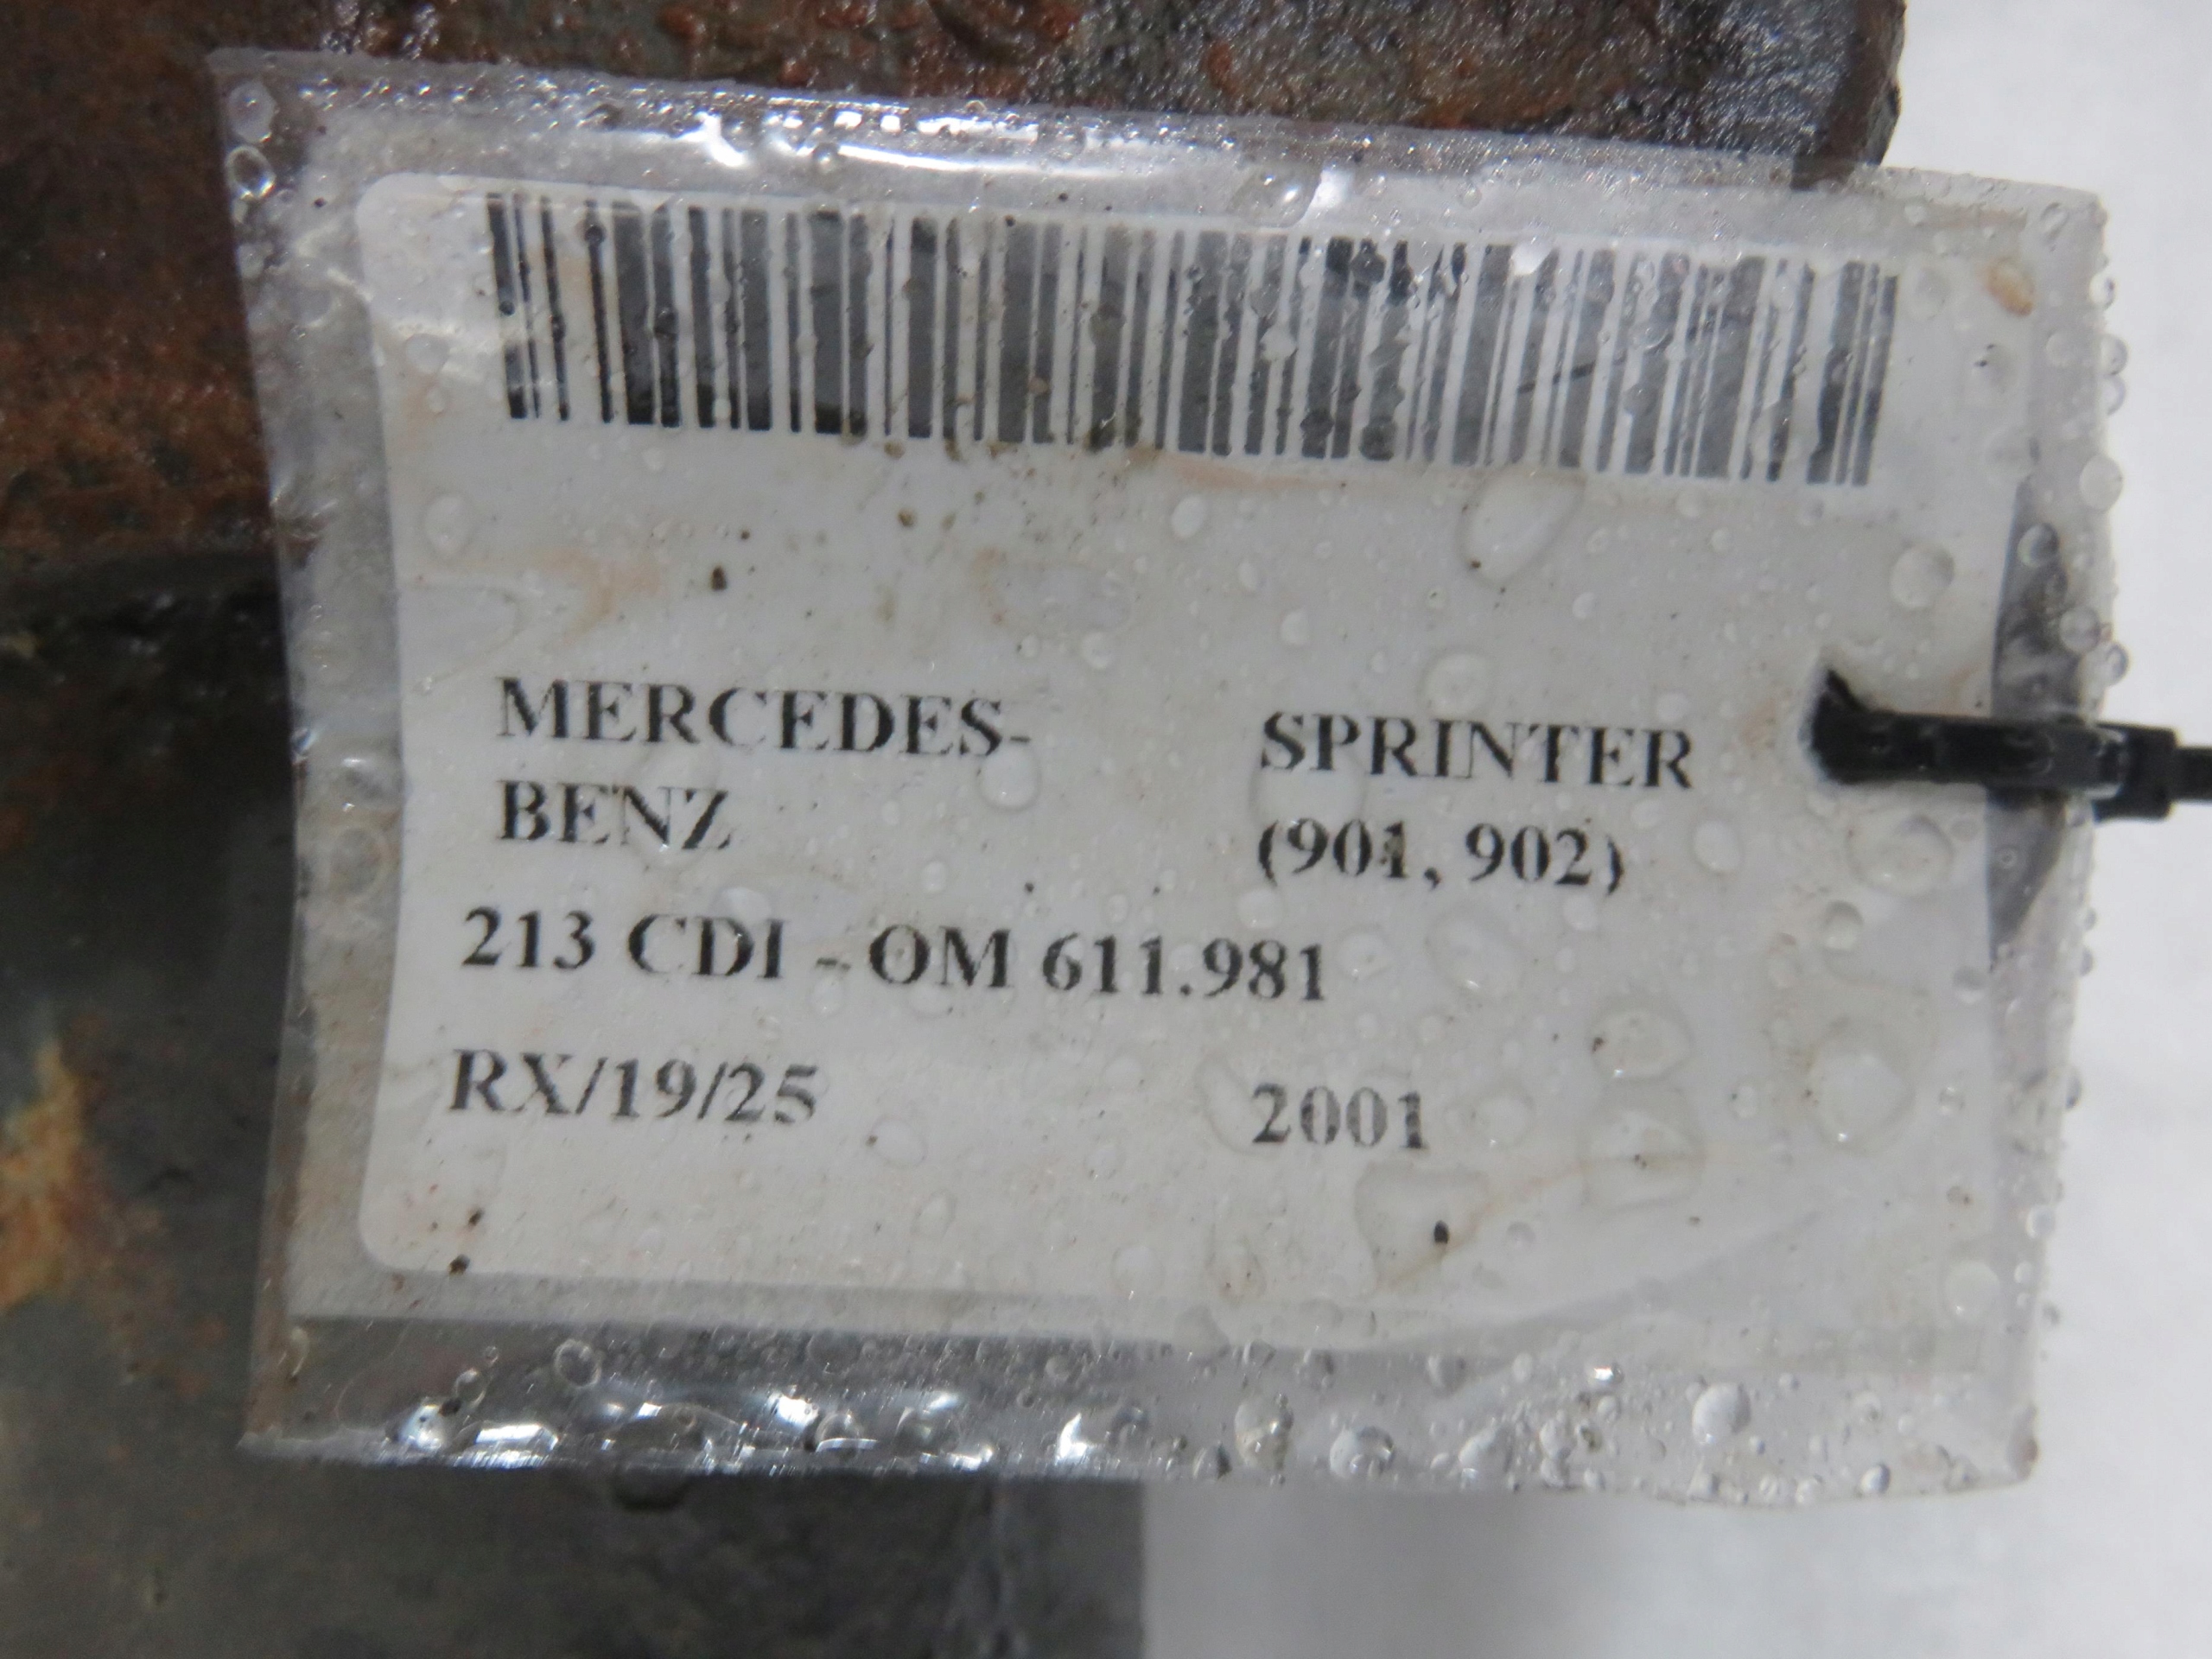 MERCEDES-
BENZ
SPRINTER
(901, 902)
213 CDI - OM 611.981
RX/19/25 2001